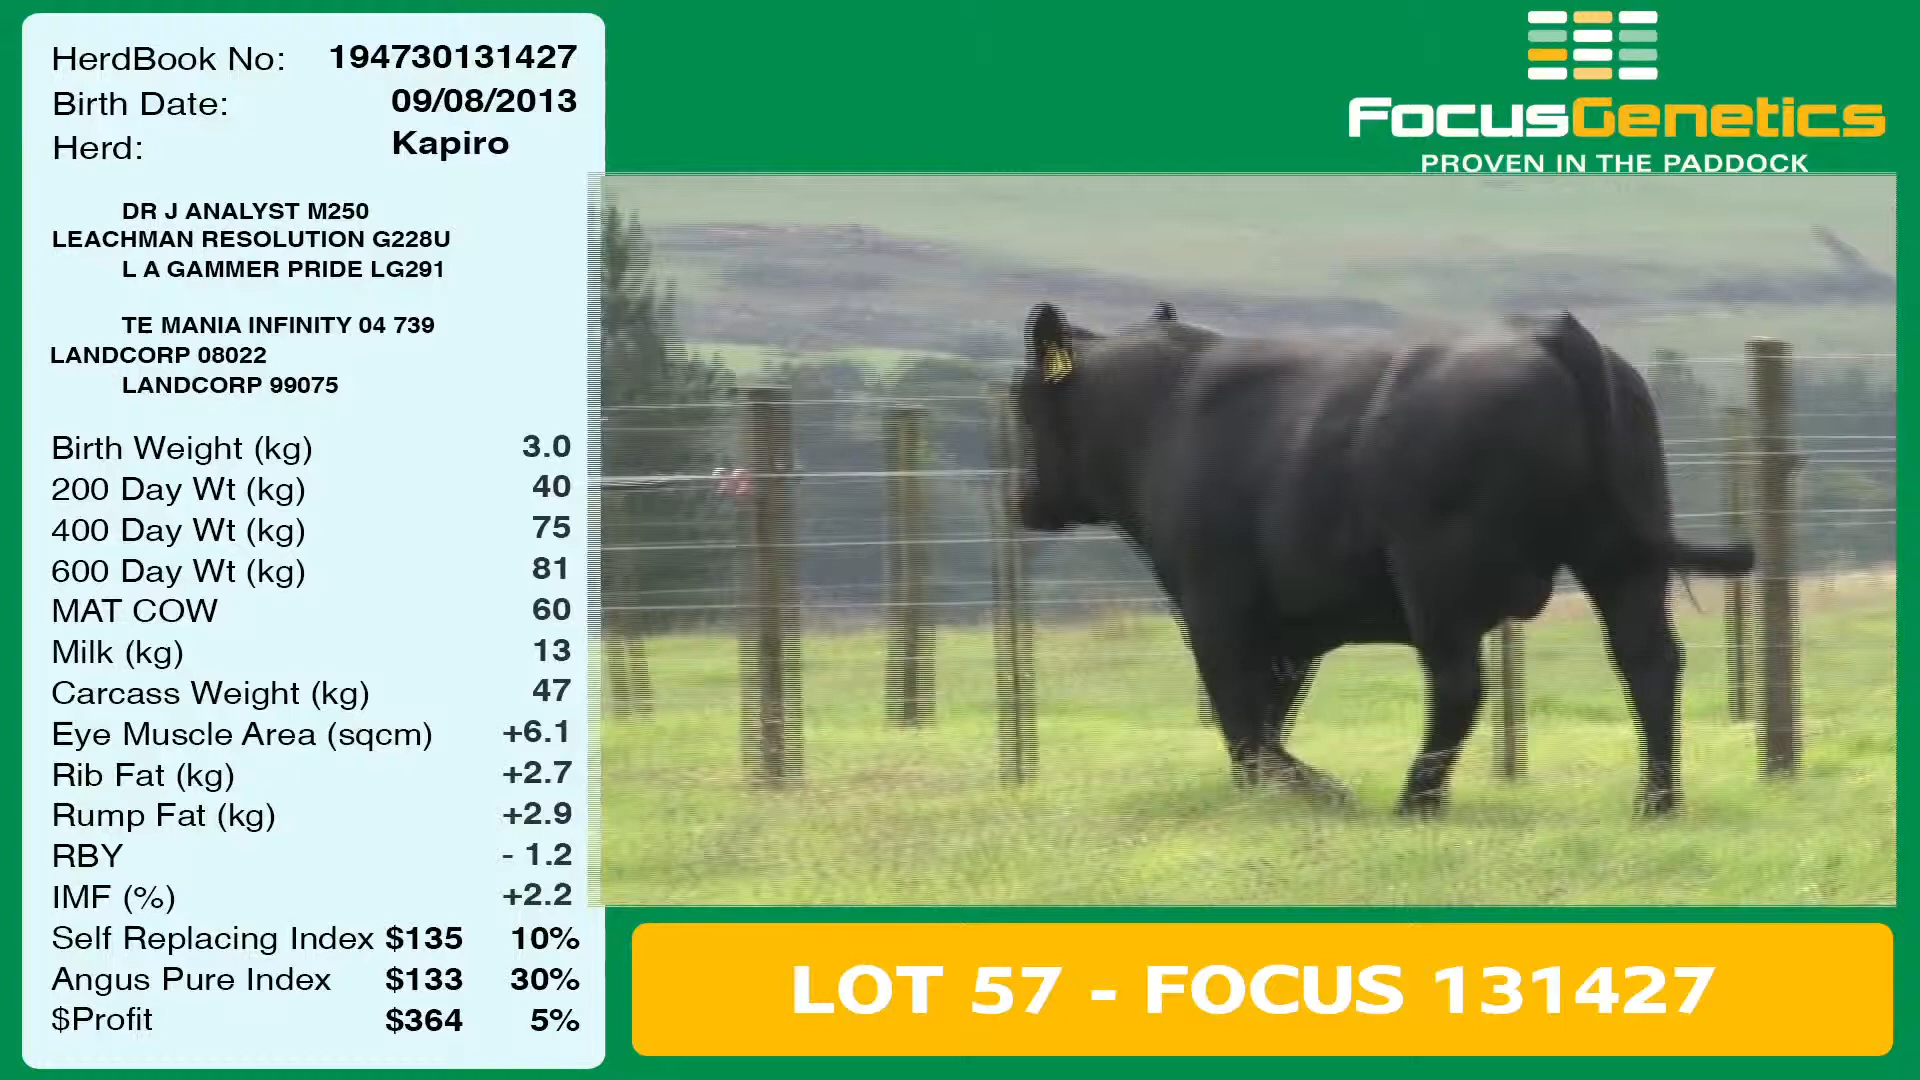 HerdBook No: 194730131427
Birth Date: 09/08/2013
Herd: Kapiro
DR J ANALYST M250
LEACHMAN RESOLUTION G228U
L A GAMMER PRIDE LG291
TE MANIA INFINITY 04 739
LANDCORP 08022
LANDCORP 99075
Birth Weight (kg) 3.0
200 Day Wt (kg) 40
400 Day Wt (kg) 75
600 Day Wt (kg) 81
MAT COW 60
Milk (kg) 13
Carcass Weight (kg) 47
Eye Muscle Area (sqcm) +6.1
Rib Fat (kg) +2.7
Rump Fat (kg) +2.9
RBY - 1.2
IMF (%) +2.2
Self Replacing Index $135 10%
Angus Pure Index $133 30%
$Profit $364 5%
FocusGenetics
PROVEN IN THE PADDOCK
LOT 57 - FOCUS 131427